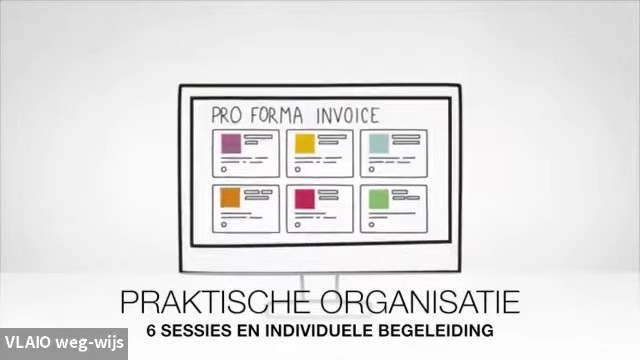 PRO FORMA INVOICE
PRAKTISCHE ORGANISATIE
6 SESSIES EN INDIVIDUELE BEGELEIDING
VLAIO weg-wijs